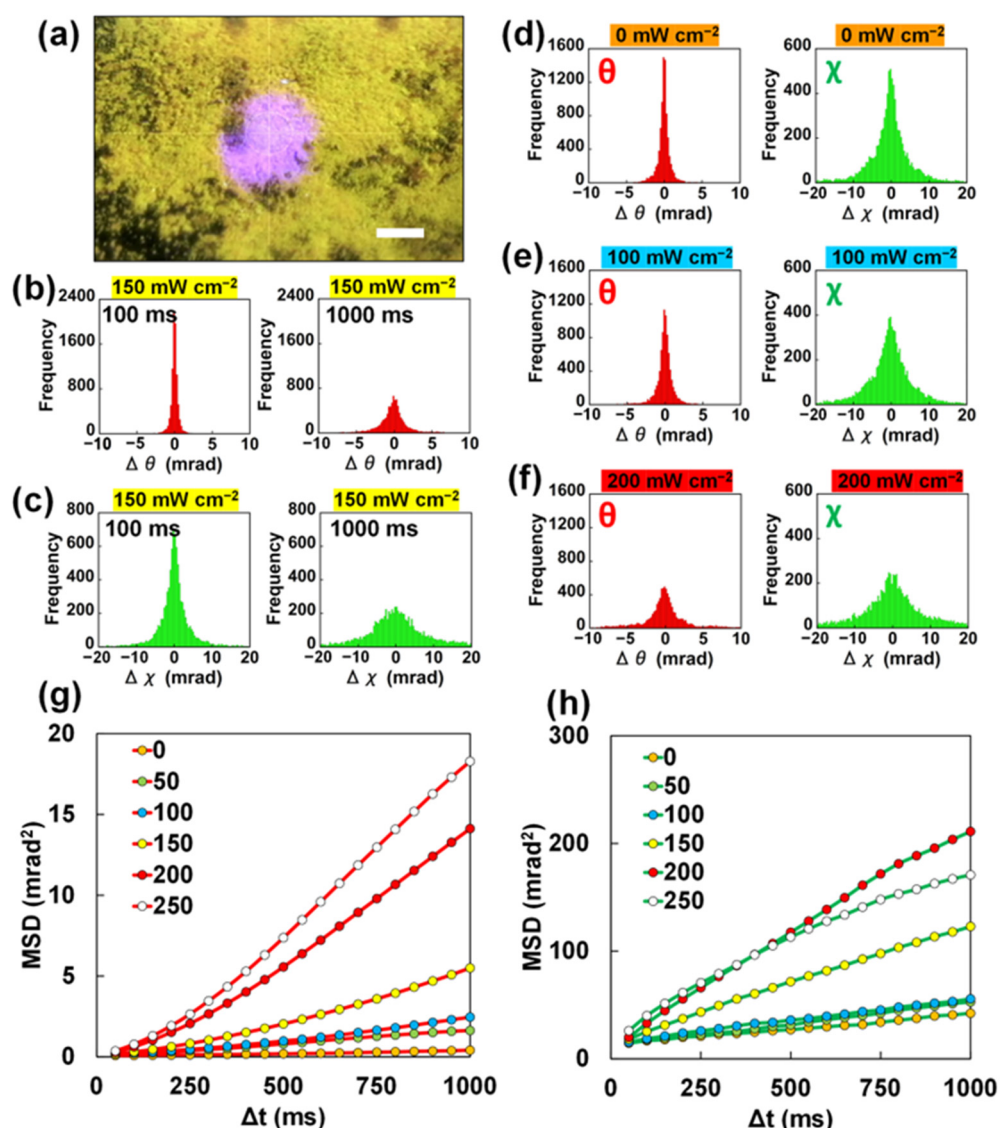 (a)
(b)
150 mW cm⁻²
150 mW cm⁻²
Frequency
2400
1600
800
0
100 ms
−10
−5
0
5
10
Δ θ (mrad)
Frequency
2400
1600
800
0
1000 ms
−10
−5
0
5
10
Δ θ (mrad)
(c)
150 mW cm⁻²
150 mW cm⁻²
Frequency
800
600
400
200
0
100 ms
−20
−10
0
10
20
Δ χ (mrad)
Frequency
800
600
400
200
0
1000 ms
−20
−10
0
10
20
Δ χ (mrad)
(d)
0 mW cm⁻²
0 mW cm⁻²
Frequency
1600
1200
800
400
0
θ
−10
−5
0
5
10
Δ θ (mrad)
Frequency
600
400
200
0
χ
−20
−10
0
10
20
Δ χ (mrad)
(e)
100 mW cm⁻²
100 mW cm⁻²
Frequency
1600
1200
800
400
0
θ
−10
−5
0
5
10
Δ θ (mrad)
Frequency
600
400
200
0
χ
−20
−10
0
10
20
Δ χ (mrad)
(f)
200 mW cm⁻²
200 mW cm⁻²
Frequency
1600
1200
800
400
0
θ
−10
−5
0
5
10
Δ θ (mrad)
Frequency
600
400
200
0
χ
−20
−10
0
10
20
Δ χ (mrad)
(g)
MSD (mrad²)
20
15
10
5
0
0
50
100
150
200
250
0
250
500
750
1000
Δt (ms)
(h)
MSD (mrad²)
300
200
100
0
0
50
100
150
200
250
0
250
500
750
1000
Δt (ms)